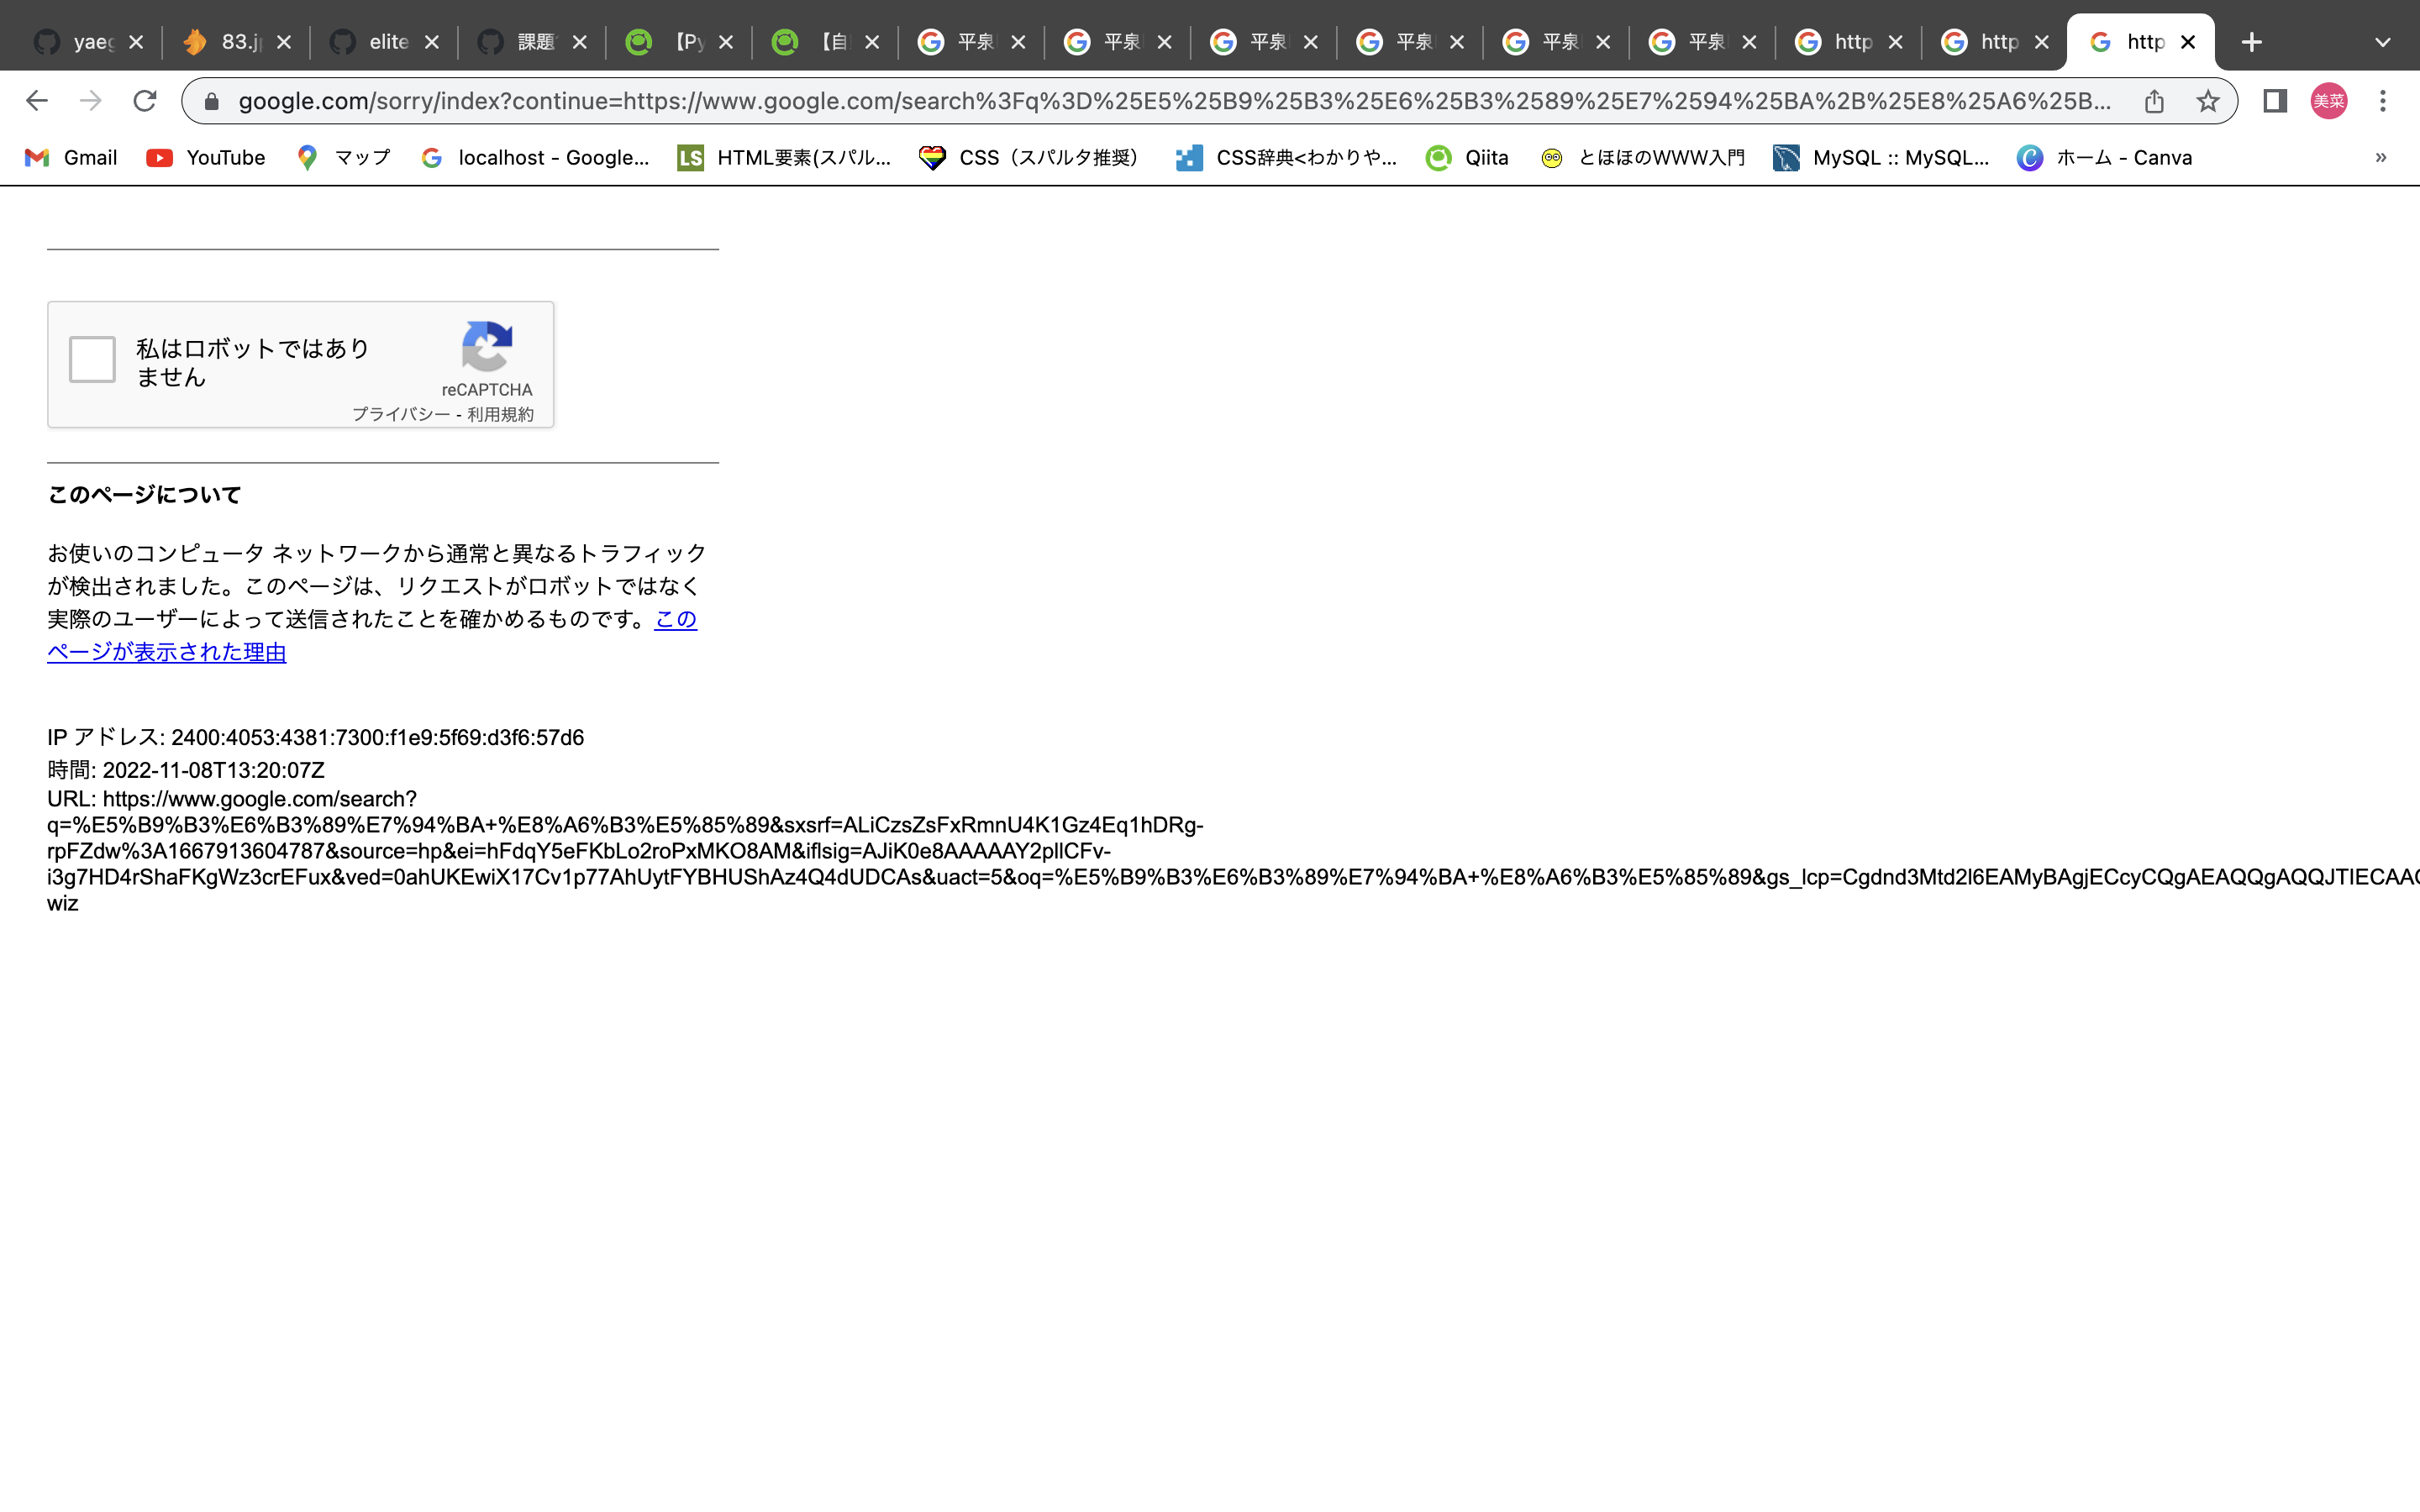 yaeg
83.j
elite
課題
【Py
【自
平泉
平泉
平泉
平泉
平泉
平泉
http
http
http
google.com/sorry/index?continue=https://www.google.com/search%3Fq%3D%25E5%25B9%25B3%25E6%25B3%2589%25E7%2594%25BA%2B%25E8%25A6%25B...
美菜
Gmail
YouTube
マップ
localhost - Google...
LS
HTML要素(スパル...
CSS（スパルタ推奨）
CSS辞典<わかりや...
Qiita
とほほのWWW入門
MySQL :: MySQL...
ホーム - Canva
»
私はロボットではあり
ません
reCAPTCHA
プライバシー - 利用規約
このページについて
お使いのコンピュータ ネットワークから通常と異なるトラフィック
が検出されました。このページは、リクエストがロボットではなく
実際のユーザーによって送信されたことを確かめるものです。この
ページが表示された理由
IP アドレス: 2400:4053:4381:7300:f1e9:5f69:d3f6:57d6
時間: 2022-11-08T13:20:07Z
URL: https://www.google.com/search?
q=%E5%B9%B3%E6%B3%89%E7%94%BA+%E8%A6%B3%E5%85%89&sxsrf=ALiCzsZsFxRmnU4K1Gz4Eq1hDRg-
rpFZdw%3A1667913604787&source=hp&ei=hFdqY5eFKbLo2roPxMKO8AM&iflsig=AJiK0e8AAAAAY2pllCFv-
i3g7HD4rShaFKgWz3crEFux&ved=0ahUKEwiX17Cv1p77AhUytFYBHUShAz4Q4dUDCAs&uact=5&oq=%E5%B9%B3%E6%B3%89%E7%94%BA+%E8%A6%B3%E5%85%89&gs_lcp=Cgdnd3Mtd2l6EAMyBAgjECcyCQgAEAQQgAQQJTIECAAQ
wiz